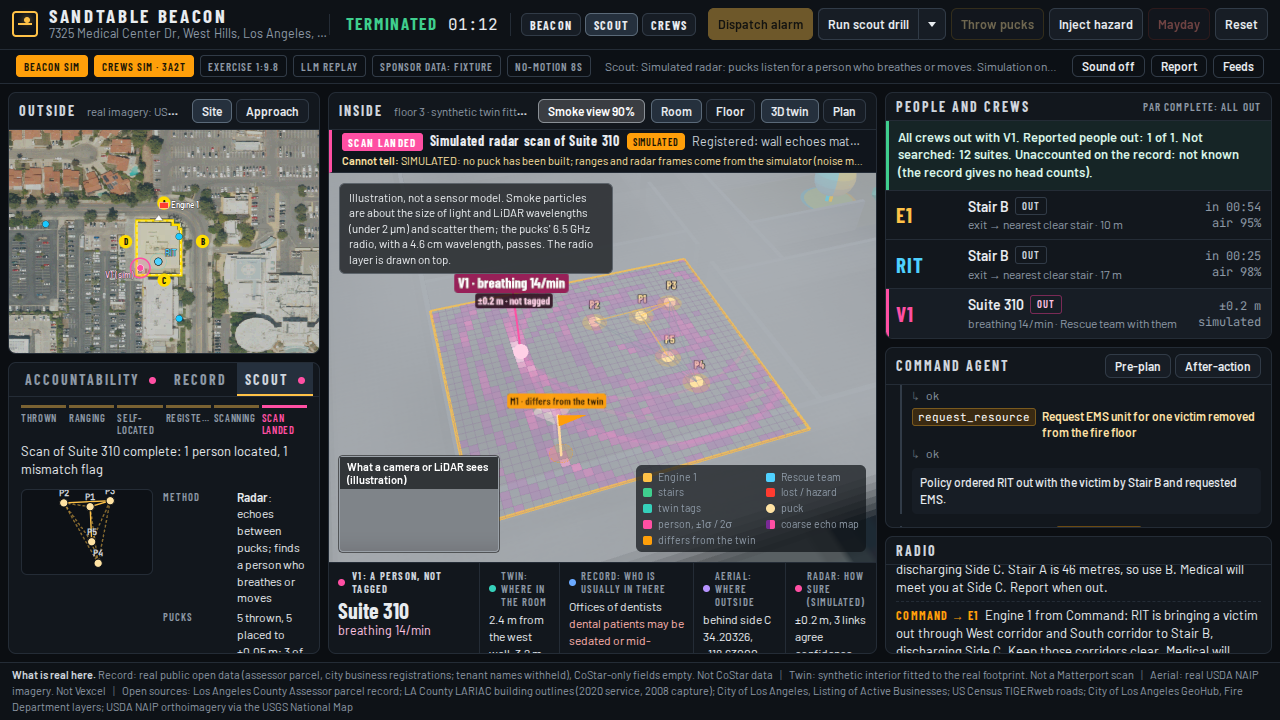 SANDTABLE BEACON
7325 Medical Center Dr, West Hills, Los Angeles, ...
TERMINATED 01:12
BEACON SCOUT CREWS
Dispatch alarm
Run scout drill
Throw pucks
Inject hazard
Mayday
Reset
BEACON SIM
CREWS SIM · 3A2T
EXERCISE 1:9.8
LLM REPLAY
SPONSOR DATA: FIXTURE
NO-MOTION 8S
Scout: Simulated radar: pucks listen for a person who breathes or moves. Simulation on...
Sound off
Report
Feeds
OUTSIDE real imagery: US...
Site Approach
Engine 1
D
B
C
ACCOUNTABILITY RECORD SCOUT
THROWN
RANGING
SELF-LOCATED
REGISTE...
SCANNING
SCAN LANDED
Scan of Suite 310 complete: 1 person located, 1
mismatch flag
P2 P1 P3
P5
P4
METHOD
Radar:
echoes
between
pucks; finds
a person who
breathes or
moves
PUCKS
5 thrown, 5
placed to
±0.05 m; 3 of
INSIDE floor 3 · synthetic twin fitt...
Smoke view 90% Room Floor 3D twin Plan
SCAN LANDED Simulated radar scan of Suite 310 SIMULATED Registered: wall echoes mat...
Cannot tell: SIMULATED: no puck has been built; ranges and radar frames come from the simulator (noise m...
Illustration, not a sensor model. Smoke particles
are about the size of light and LiDAR wavelengths
(under 2 µm) and scatter them; the pucks' 6.5 GHz
radio, with a 4.6 cm wavelength, passes. The radio
layer is drawn on top.
V1 · breathing 14/min
±0.2 m · not tagged
P2 P1 P3
P5
P4
M1 · differs from the twin
What a camera or LiDAR sees
(illustration)
Engine 1
stairs
twin tags
person, ±1σ / 2σ
differs from the twin
Rescue team
lost / hazard
puck
coarse echo map
V1: A PERSON, NOT
TAGGED
Suite 310
breathing 14/min
TWIN:
WHERE IN
THE ROOM
2.4 m from
the west
RECORD: WHO IS
USUALLY IN THERE
Offices of dentists
dental patients may be
sedated or mid-
AERIAL:
WHERE
OUTSIDE
behind side C
34.20326,
RADAR: HOW
SURE
(SIMULATED)
±0.2 m, 3 links
agree
PEOPLE AND CREWS PAR COMPLETE: ALL OUT
All crews out with V1. Reported people out: 1 of 1. Not
searched: 12 suites. Unaccounted on the record: not known
(the record gives no head counts).
E1
Stair B OUT
exit → nearest clear stair · 10 m
in 00:54
air 95%
RIT
Stair B OUT
exit → nearest clear stair · 17 m
in 00:25
air 98%
V1
Suite 310 OUT
breathing 14/min · Rescue team with them
±0.2 m
simulated
COMMAND AGENT
Pre-plan After-action
↳ ok
request_resource Request EMS unit for one victim removed
from the fire floor
↳ ok
Policy ordered RIT out with the victim by Stair B and requested
EMS.
RADIO
discharging Side C. Stair A is 46 metres, so use B. Medical will
meet you at Side C. Report when out.
COMMAND → E1 Engine 1 from Command: RIT is bringing a victim
out through West corridor and South corridor to Stair B,
discharging Side C. Keep those corridors clear. Medical will
What is real here. Record: real public open data (assessor parcel, city business registrations; tenant names withheld), CoStar-only fields empty. Not CoStar data | Twin: synthetic interior fitted to the real footprint. Not a Matterport scan | Aerial: real USDA NAIP
imagery. Not Vexcel | Open sources: Los Angeles County Assessor parcel record; LA County LARIAC building outlines (2020 service, 2008 capture); City of Los Angeles, Listing of Active Businesses; US Census TIGERweb roads; City of Los Angeles GeoHub, Fire
Department layers; USDA NAIP orthoimagery via the USGS National Map